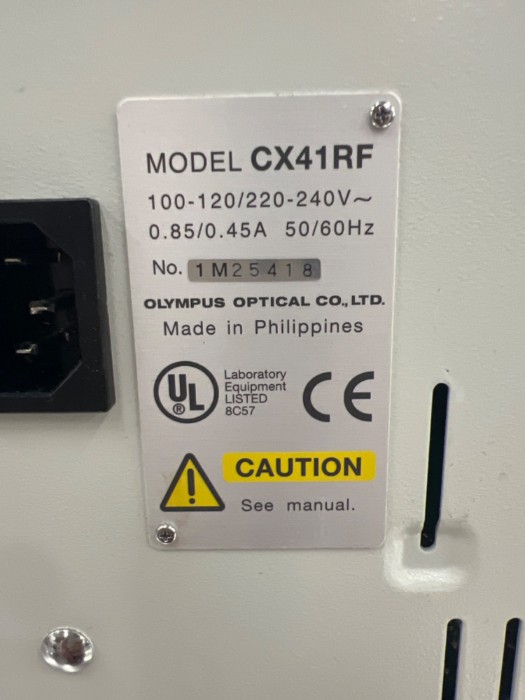 MODEL CX41RF
100-120/220-240V~
0.85/0.45A 50/60Hz
No. 1M25418
OLYMPUS OPTICAL CO., LTD.
Made in Philippines
UL®
Laboratory
Equipment
LISTED
8C57
CE
CAUTION
See manual.